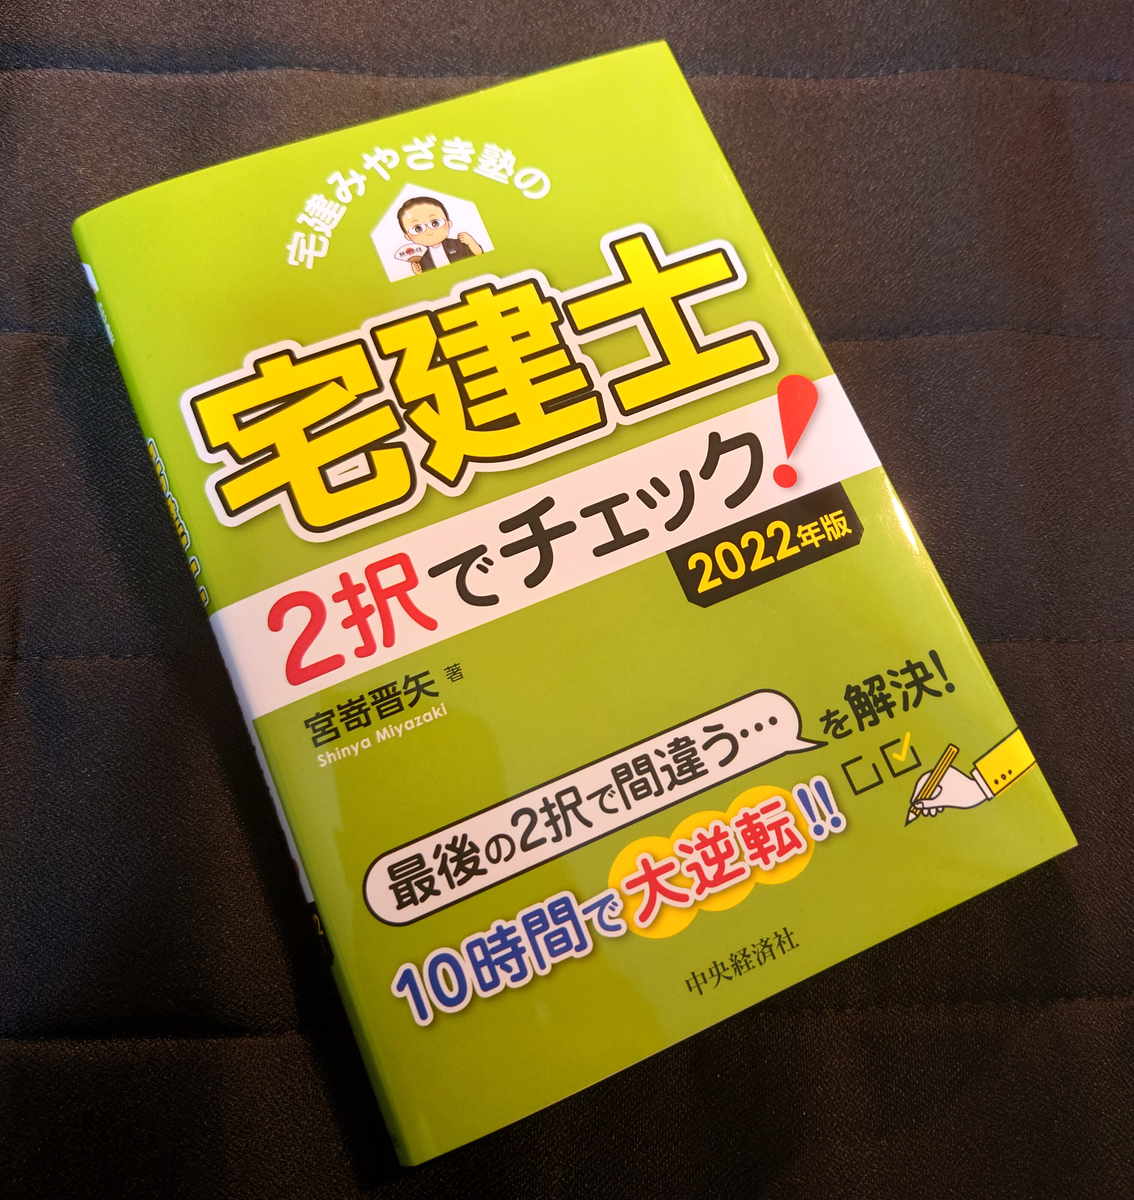 宅建みやざき塾の
宅建士
2択でチェック!
2022年版
宮嵜晋矢 著
Shinya Miyazaki
最後の2択で間違う…を解決!
10時間で大逆転!!
中央経済社